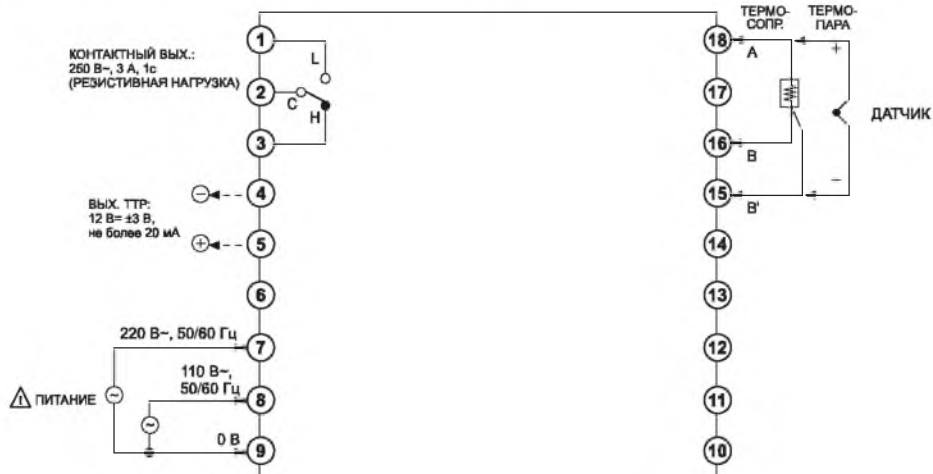 КОНТАКТНЫЙ ВЫХ.:
250 В~, 3 А, 1с
(РЕЗИСТИВНАЯ НАГРУЗКА)
1
L
2
C
H
3
4
−
ВЫХ. ТТР:
12 В= ±3 В,
не более 20 мА
+
5
6
220 В~, 50/60 Гц
7
110 В~,
50/60 Гц
8
ПИТАНИЕ
0 В
9
ТЕРМО-
СОПР.
ТЕРМО-
ПАРА
18
A
+
17
ДАТЧИК
16
B
15
B'
−
14
13
12
11
10